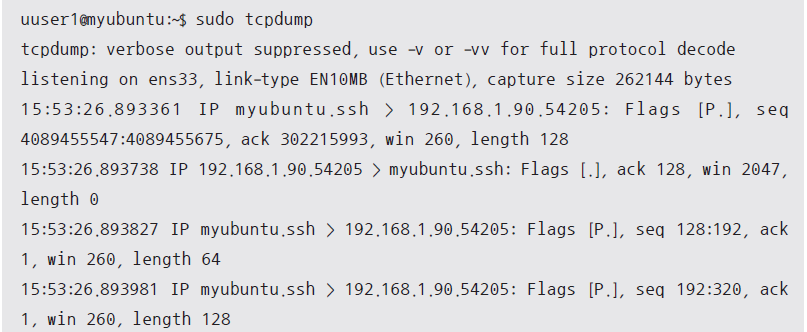 uuser1@myubuntu:~$ sudo tcpdump
tcpdump: verbose output suppressed, use -v or -vv for full protocol decode
listening on ens33, link-type EN10MB (Ethernet), capture size 262144 bytes
15:53:26.893361 IP myubuntu.ssh > 192.168.1.90.54205: Flags [P.], seq
4089455547:4089455675, ack 302215993, win 260, length 128
15:53:26.893738 IP 192.168.1.90.54205 > myubuntu.ssh: Flags [.], ack 128, win 2047,
length 0
15:53:26.893827 IP myubuntu.ssh > 192.168.1.90.54205: Flags [P.], seq 128:192, ack
1, win 260, length 64
15:53:26.893981 IP myubuntu.ssh > 192.168.1.90.54205: Flags [P.], seq 192:320, ack
1, win 260, length 128